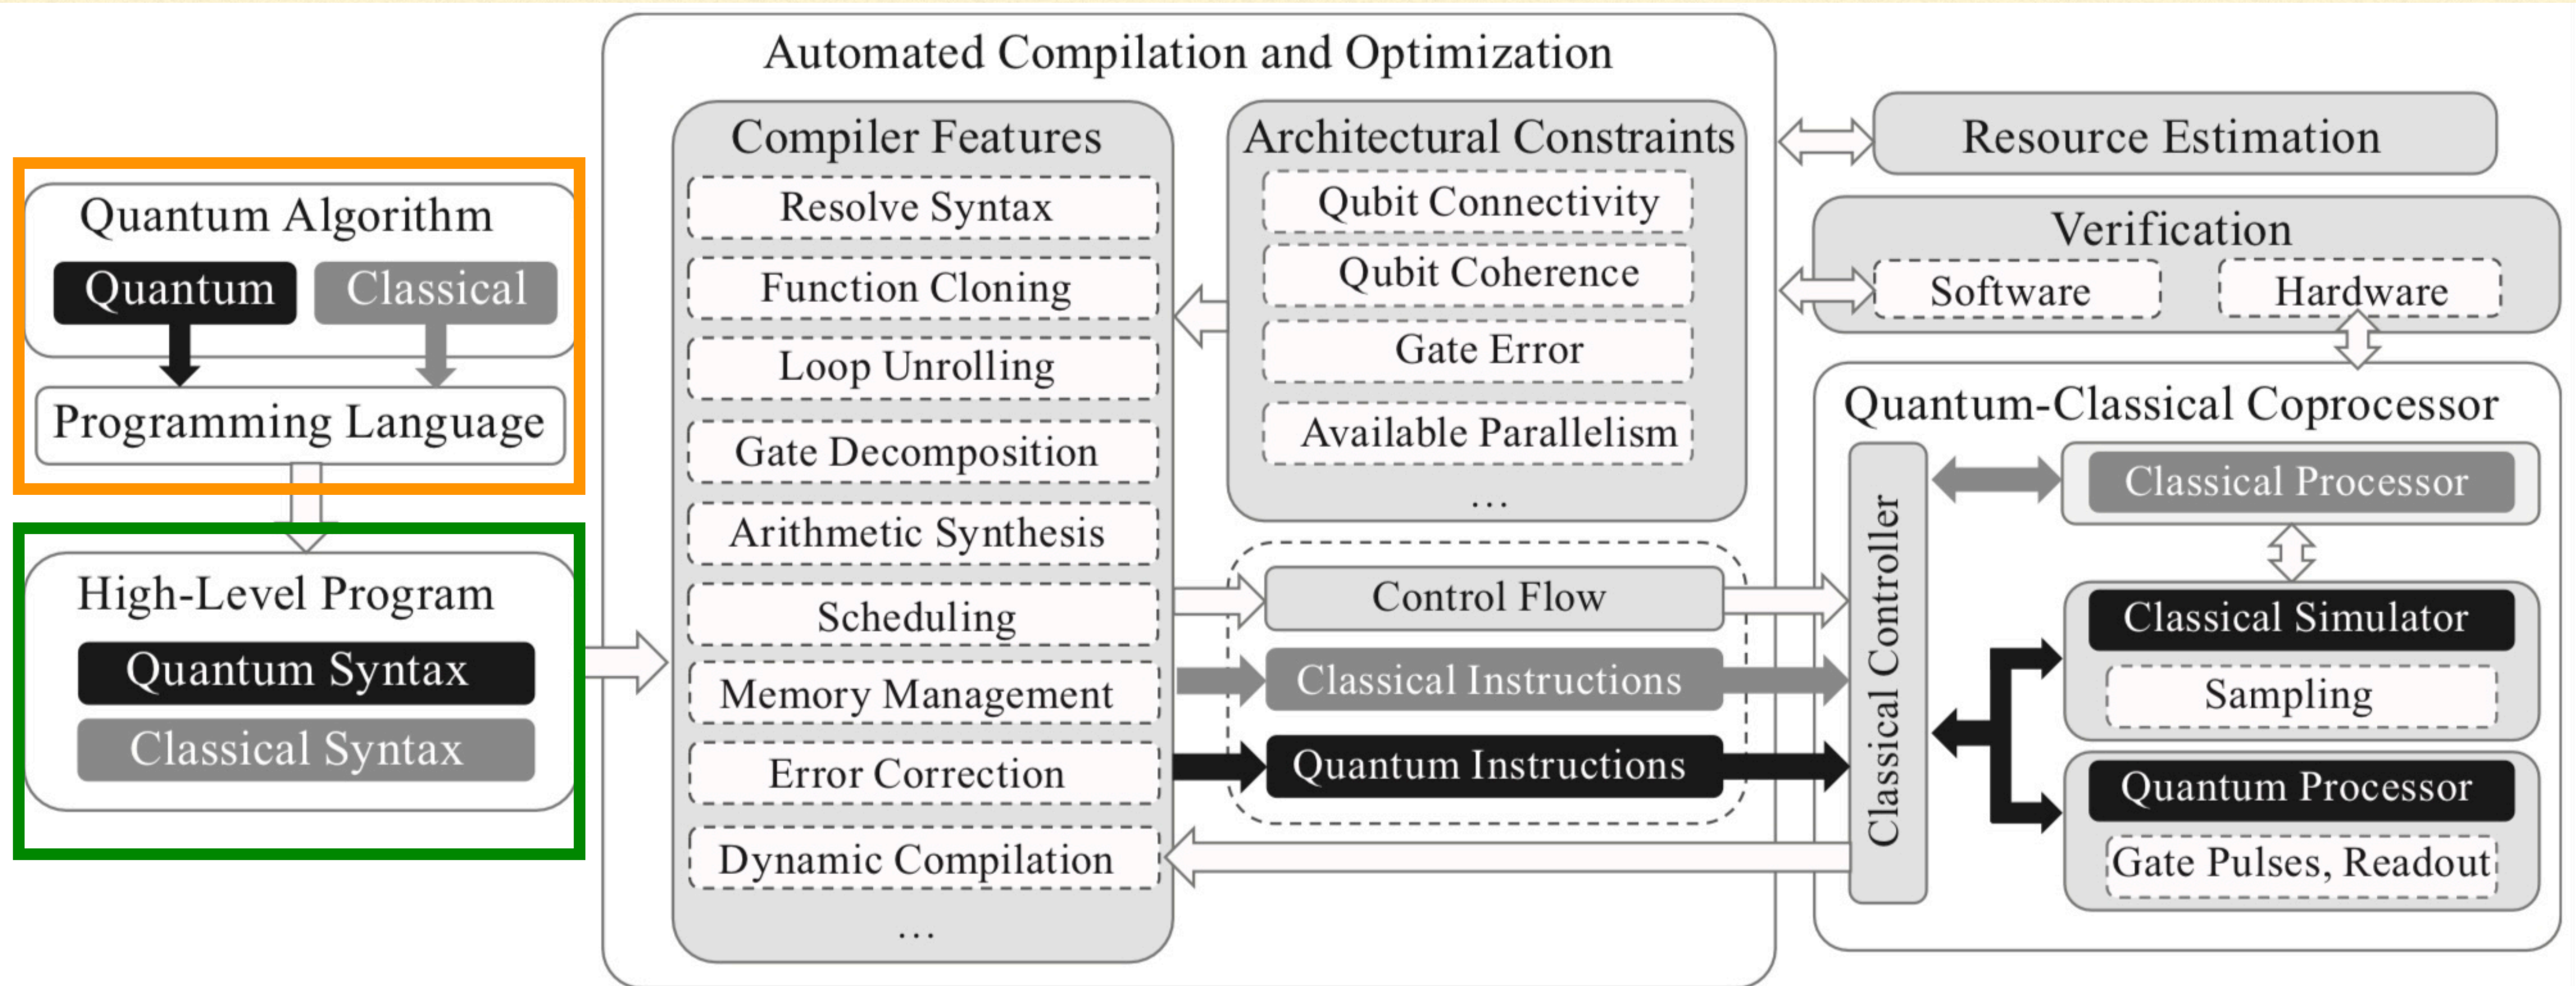 Automated Compilation and Optimization
Quantum Algorithm
Quantum
Classical
Programming Language
High-Level Program
Quantum Syntax
Classical Syntax
Compiler Features
Resolve Syntax
Function Cloning
Loop Unrolling
Gate Decomposition
Arithmetic Synthesis
Scheduling
Memory Management
Error Correction
Dynamic Compilation
...
Architectural Constraints
Qubit Connectivity
Qubit Coherence
Gate Error
Available Parallelism
...
Control Flow
Classical Instructions
Quantum Instructions
Resource Estimation
Verification
Software
Hardware
Quantum-Classical Coprocessor
Classical Controller
Classical Processor
Classical Simulator
Sampling
Quantum Processor
Gate Pulses, Readout